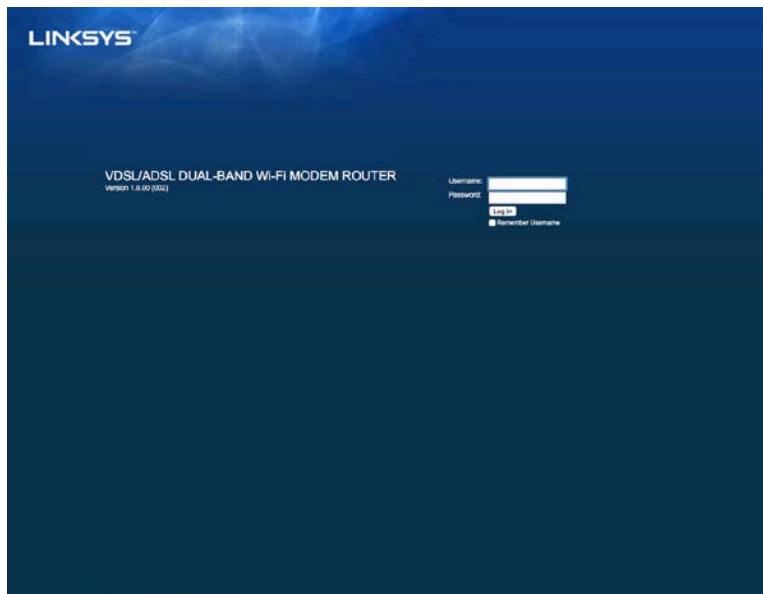 LINKSYS
VDSL/ADSL DUAL-BAND Wi-Fi MODEM ROUTER
Version 1.0.00 (002)
Username:
Password:
Log In
Remember Username